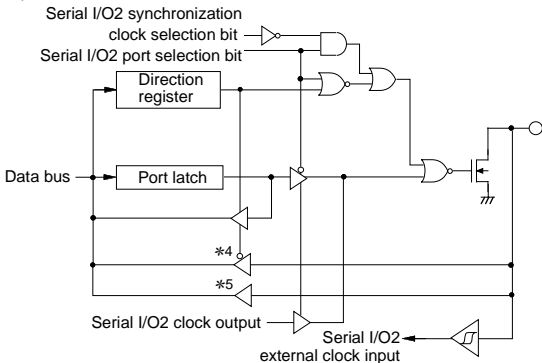 Serial I/O2 synchronization
clock selection bit
Serial I/O2 port selection bit
Direction
register
Data bus
Port latch
*4
*5
Serial I/O2 clock output
Serial I/O2
external clock input